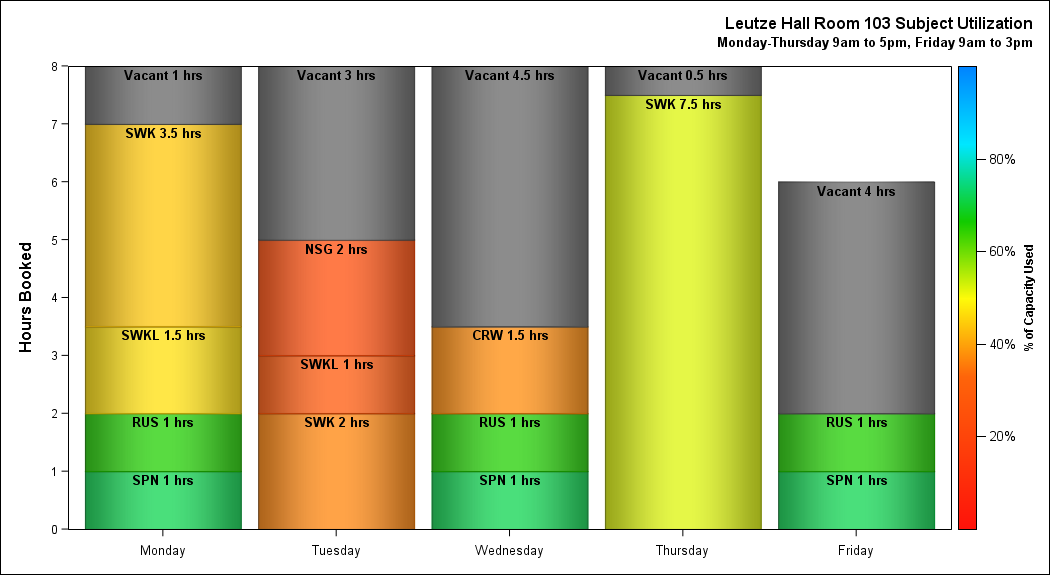 Leutze Hall Room 103 Subject Utilization
Monday-Thursday 9am to 5pm, Friday 9am to 3pm
Hours Booked
8
7
6
5
4
3
2
1
0
Vacant 1 hrs
SWK 3.5 hrs
SWKL 1.5 hrs
RUS 1 hrs
SPN 1 hrs
Vacant 3 hrs
NSG 2 hrs
SWKL 1 hrs
SWK 2 hrs
Vacant 4.5 hrs
CRW 1.5 hrs
RUS 1 hrs
SPN 1 hrs
Vacant 0.5 hrs
SWK 7.5 hrs
Vacant 4 hrs
RUS 1 hrs
SPN 1 hrs
Monday
Tuesday
Wednesday
Thursday
Friday
80%
60%
40%
20%
% of Capacity Used